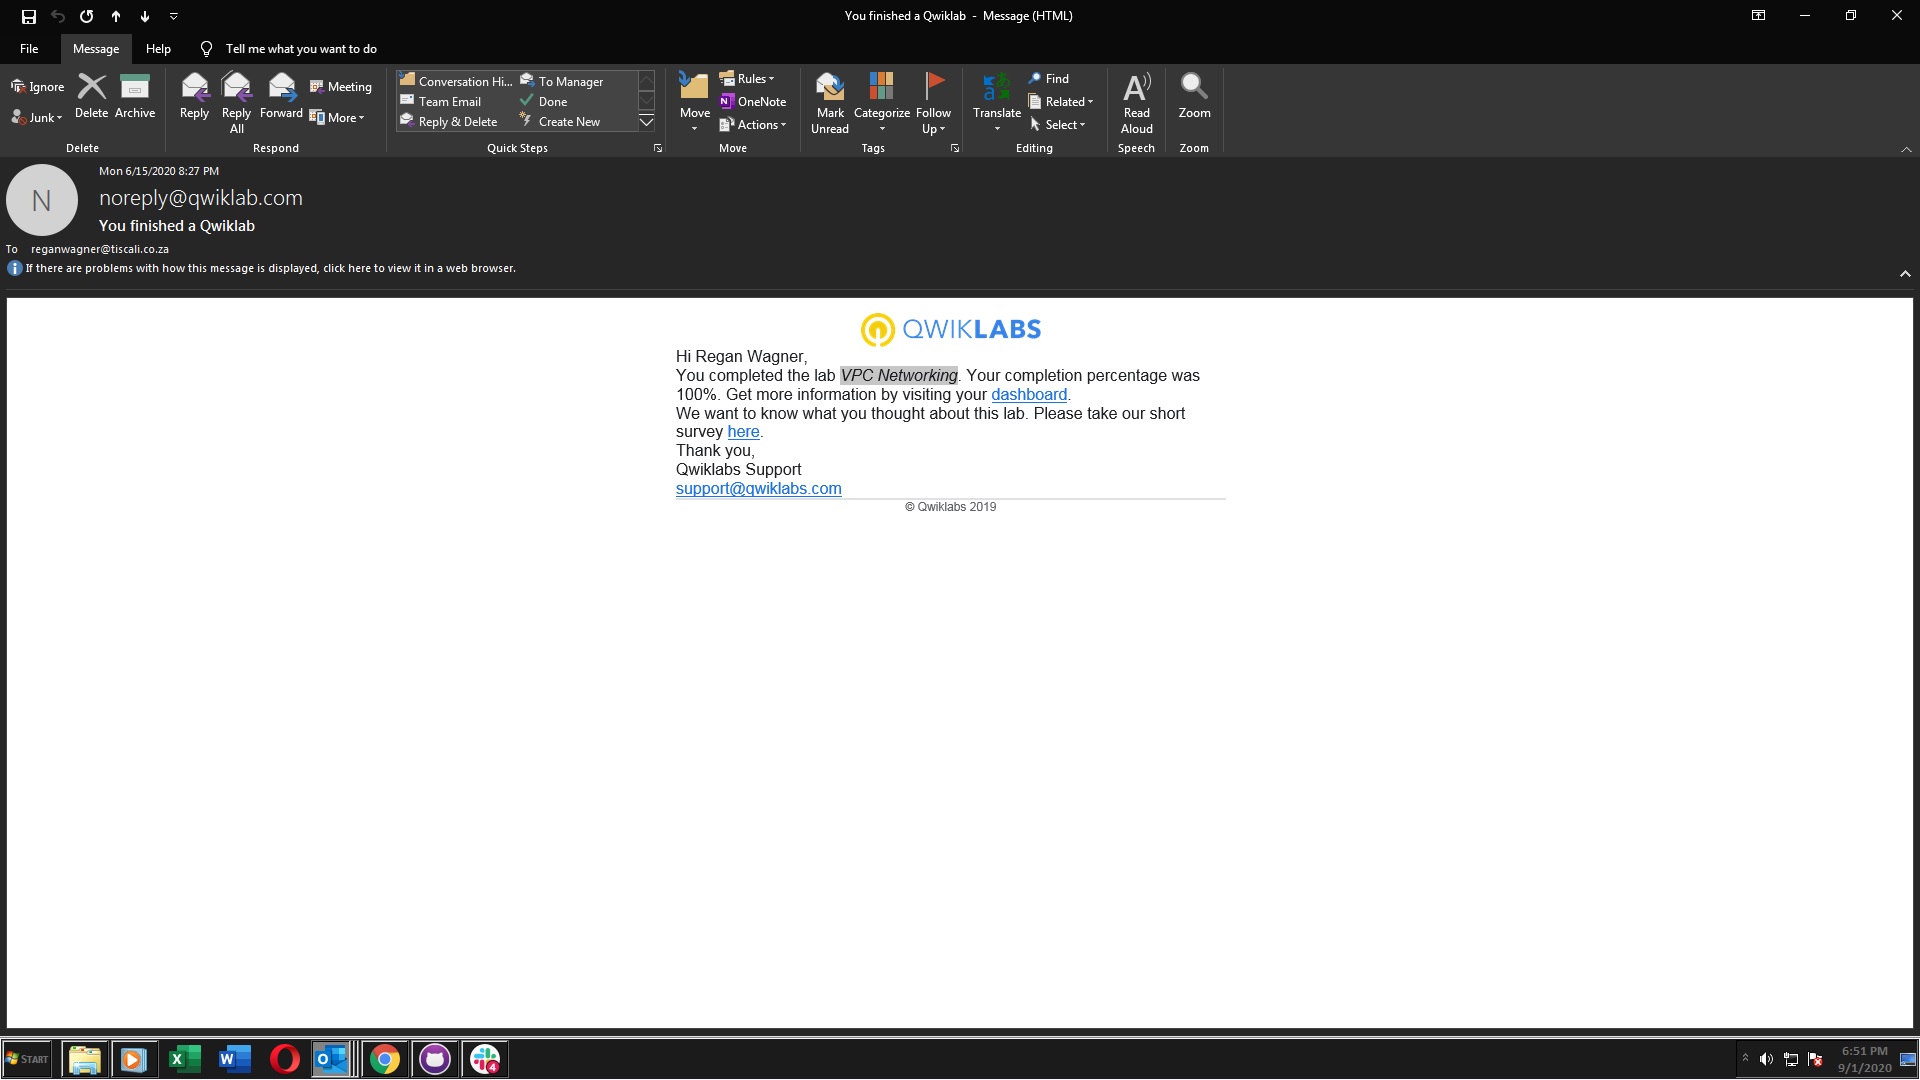 You finished a Qwiklab - Message (HTML)
File Message Help Tell me what you want to do
Ignore
Junk
Delete
Archive
Delete
Reply
Reply All
Forward
Meeting
More
Respond
Conversation Hi...
Team Email
Reply & Delete
To Manager
Done
Create New
Quick Steps
Move
Rules
OneNote
Actions
Move
Mark Unread
Categorize
Follow Up
Tags
Translate
Find
Related
Select
Editing
Read Aloud
Speech
Zoom
Zoom
Mon 6/15/2020 8:27 PM
N
noreply@qwiklab.com
You finished a Qwiklab
To reganwagner@tiscali.co.za
If there are problems with how this message is displayed, click here to view it in a web browser.
QWIKLABS
Hi Regan Wagner,
You completed the lab VPC Networking. Your completion percentage was
100%. Get more information by visiting your dashboard.
We want to know what you thought about this lab. Please take our short
survey here.
Thank you,
Qwiklabs Support
support@qwiklabs.com
© Qwiklabs 2019
START
4
6:51 PM
9/1/2020